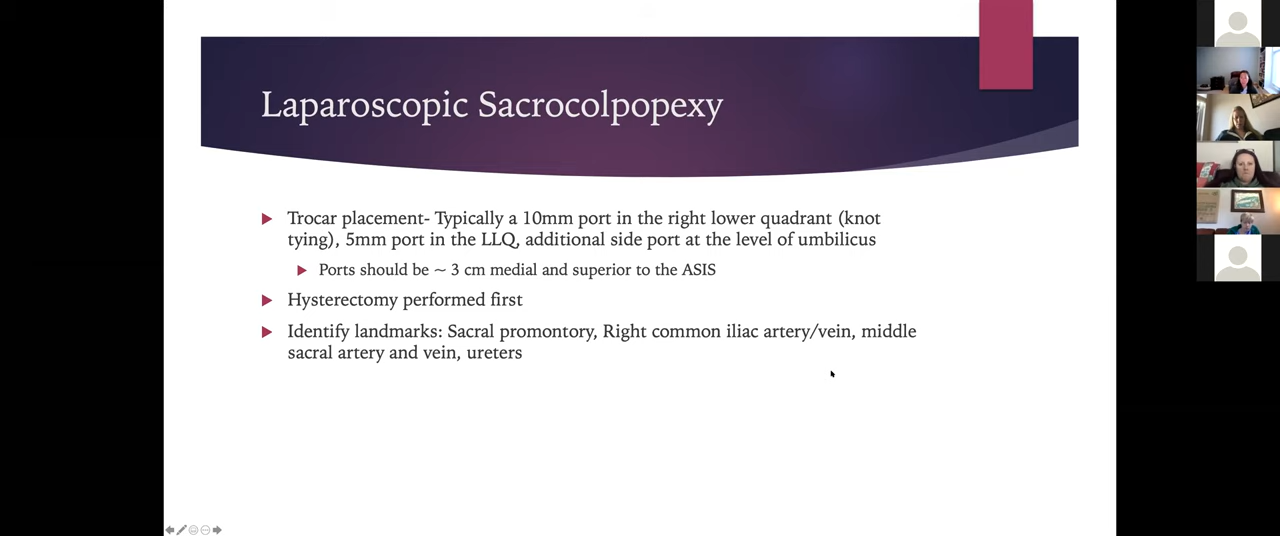 Laparoscopic Sacrocolpopexy
Trocar placement- Typically a 10mm port in the right lower quadrant (knot
tying), 5mm port in the LLQ, additional side port at the level of umbilicus
Ports should be ~ 3 cm medial and superior to the ASIS
Hysterectomy performed first
Identify landmarks: Sacral promontory, Right common iliac artery/vein, middle
sacral artery and vein, ureters